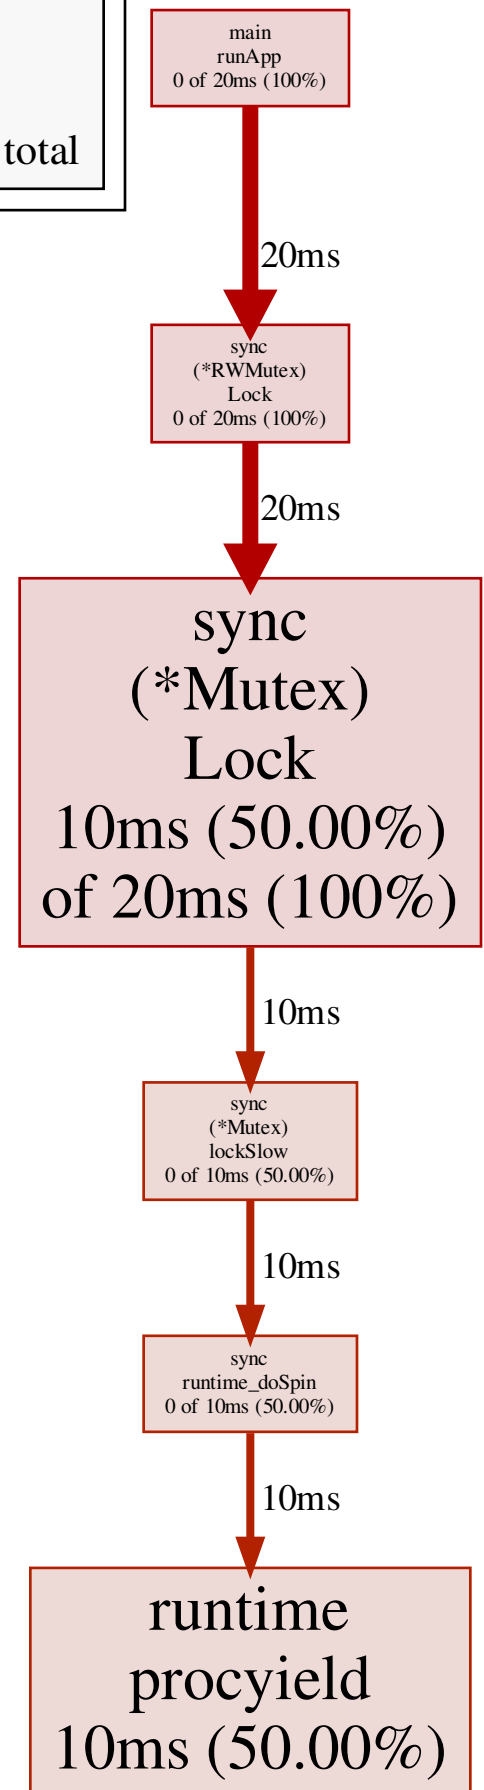 total
main
runApp
0 of 20ms (100%)
20ms
sync
(*RWMutex)
Lock
0 of 20ms (100%)
20ms
sync
(*Mutex)
Lock
10ms (50.00%)
of 20ms (100%)
10ms
sync
(*Mutex)
lockSlow
0 of 10ms (50.00%)
10ms
sync
runtime_doSpin
0 of 10ms (50.00%)
10ms
runtime
procyield
10ms (50.00%)